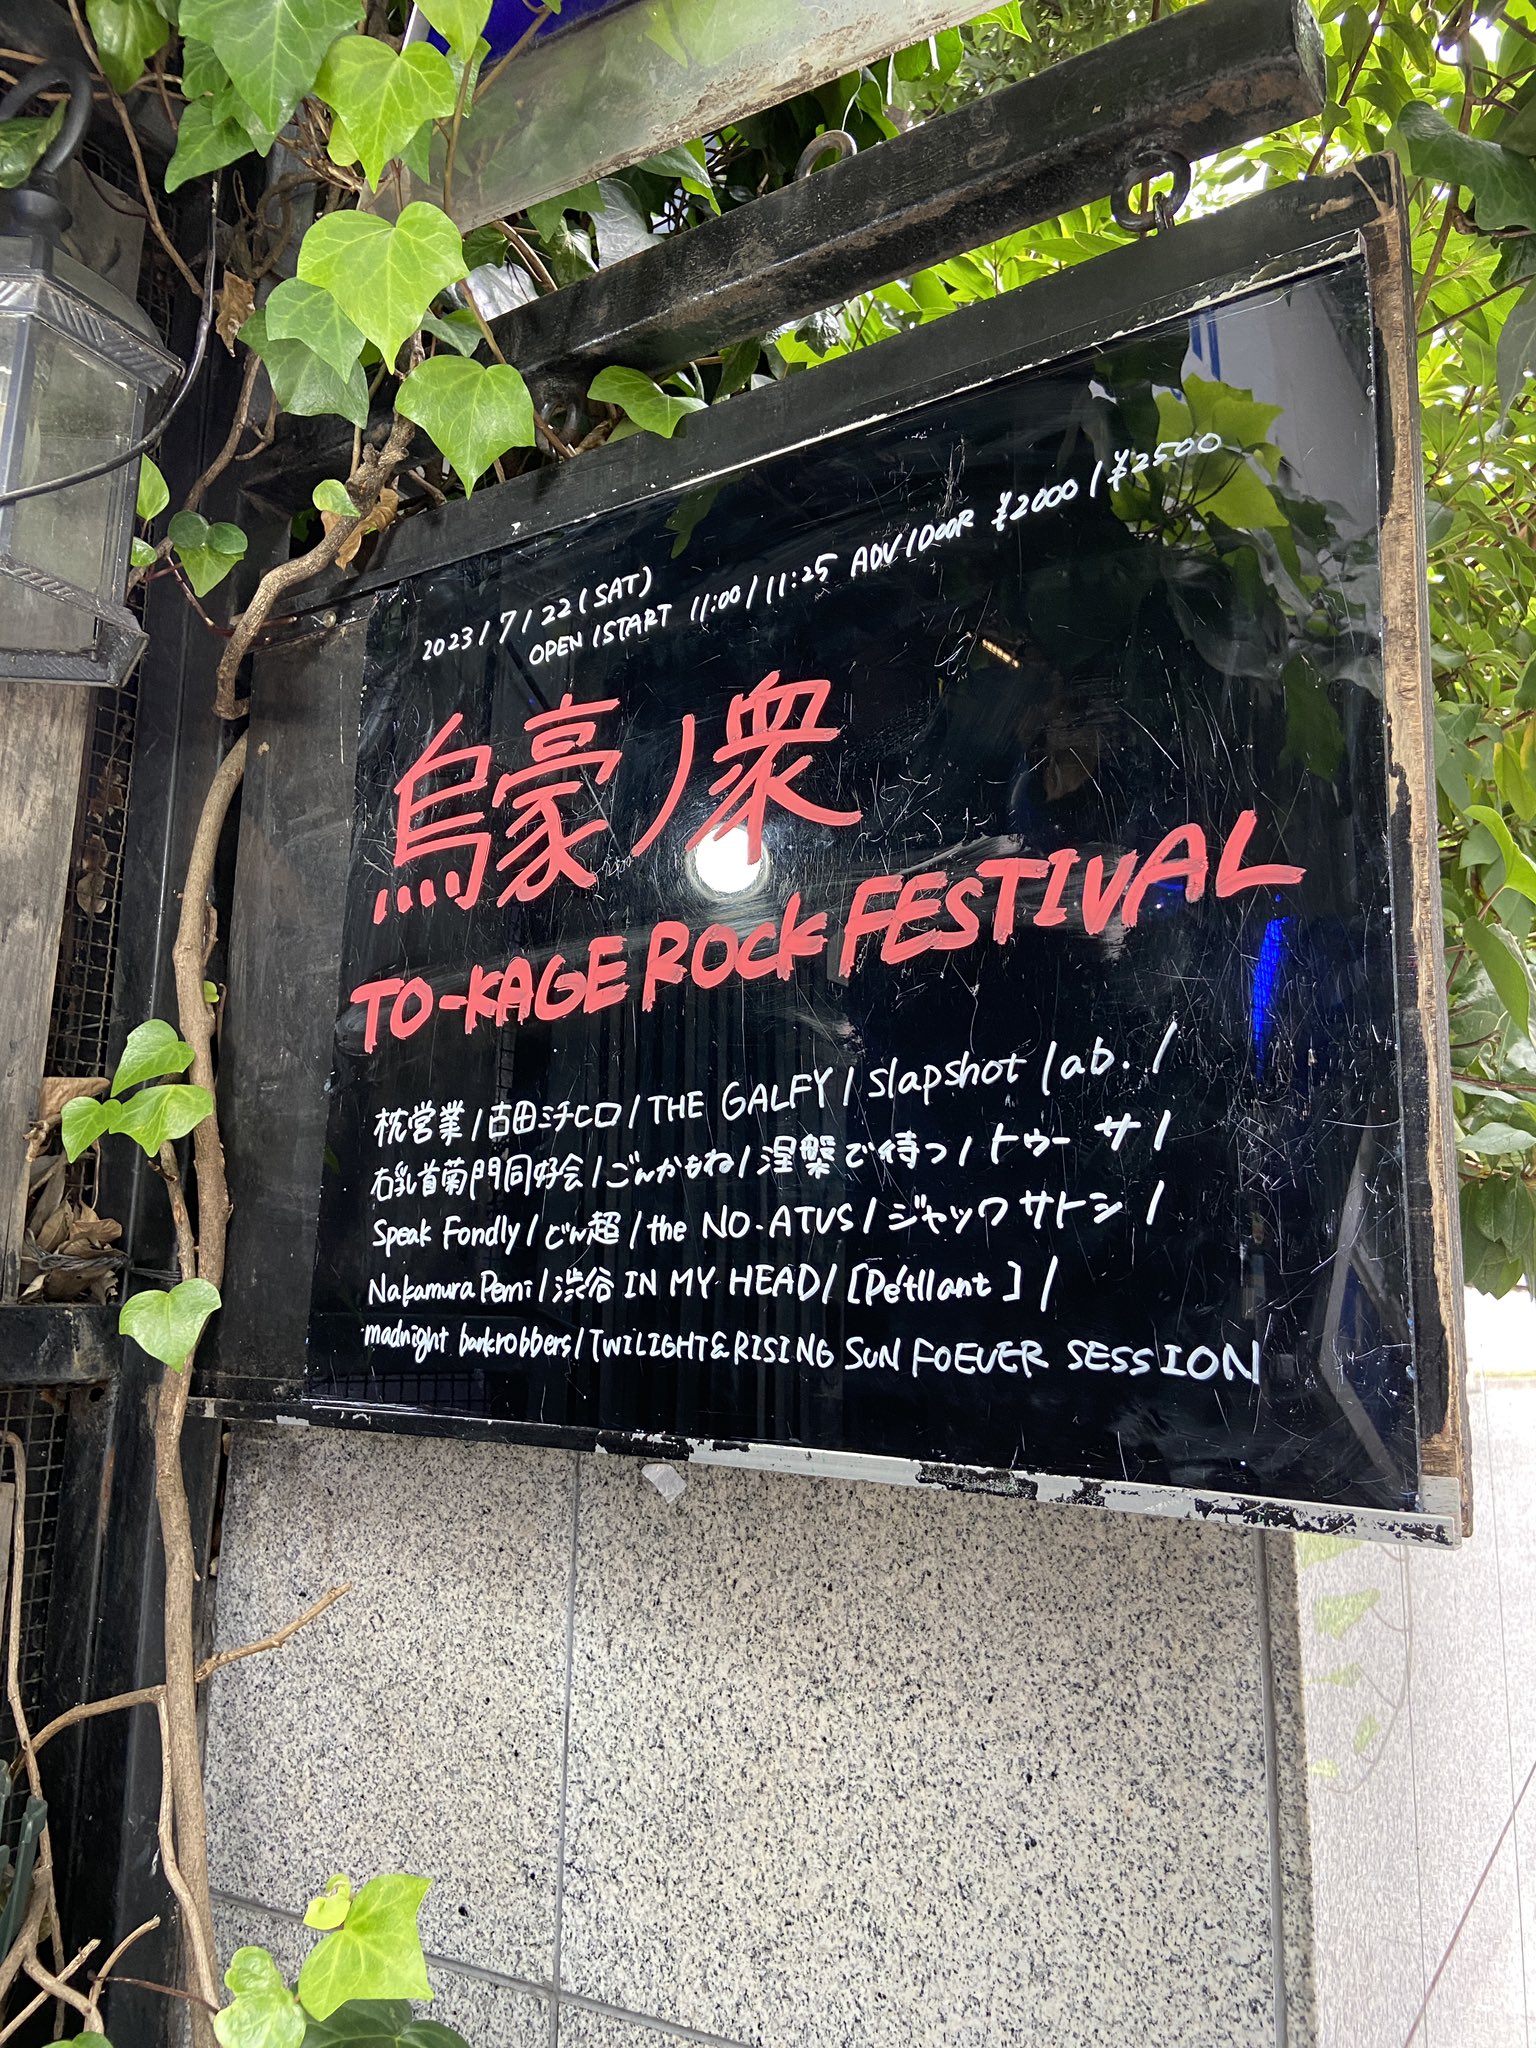 2023/7/22(SAT)
OPEN/START 11:00/11:25 ADV/DOOR ¥2000/¥2500
烏豪ノ衆
TO-KAGE ROCK FESTIVAL
枕営業/古田ミチヒロ/THE GALFY/slapshot lab./
右乳首菊門同好会/ごんかもね/涅槃で待つ/トゥーサ/
Speak Fondly/どん超/the NO-ATUS/ジャックサトシ/
Nakamura Pemi/渋谷 IN MY HEAD/[Pétllant]/
madnight bankrobbers/TWILIGHT&RISING SUN FOEVER SESSION